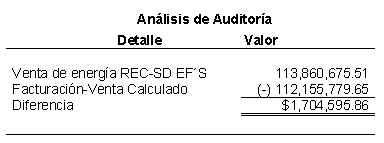 Análisis de Auditoría
Detalle Valor
Venta de energía REC-SD EF´S 113,860,675.51
Facturación-Venta Calculado (-) 112,155,779.65
Diferencia $1,704,595.86